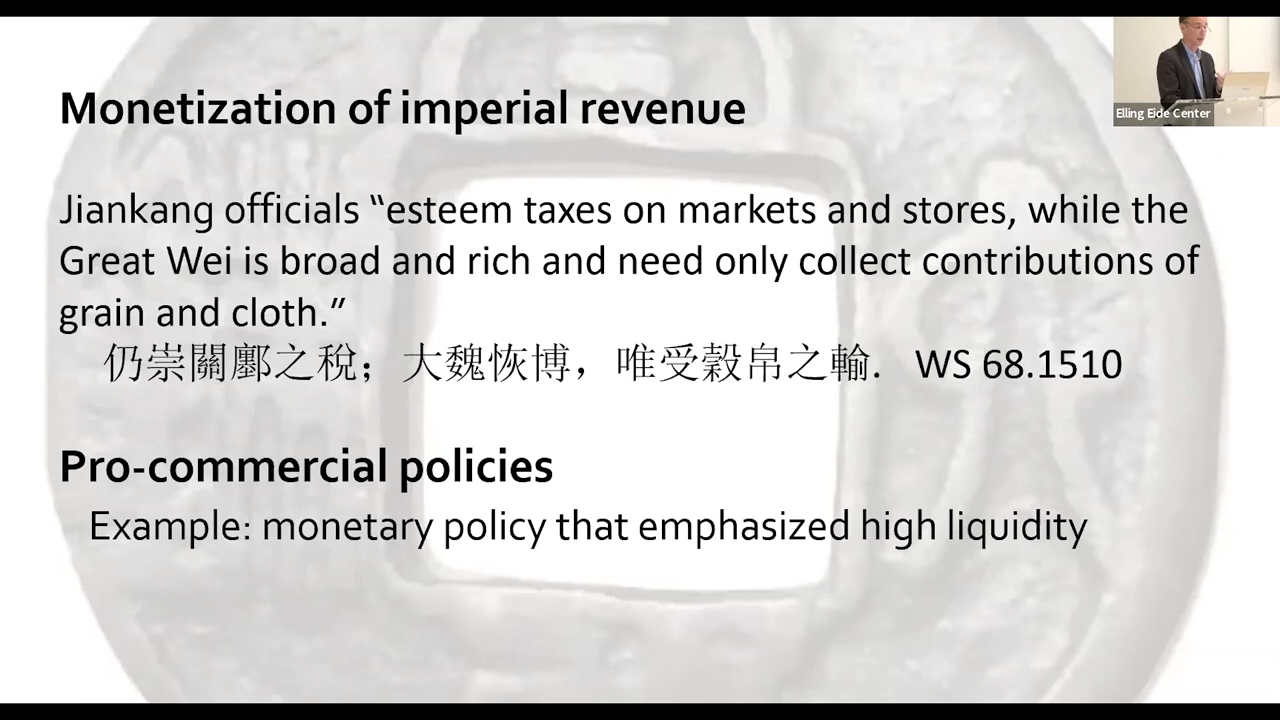 Monetization of imperial revenue
Elling Eide Center
Jiankang officials “esteem taxes on markets and stores, while the
Great Wei is broad and rich and need only collect contributions of
grain and cloth.”
仍崇關鄽之稅；大魏恢博，唯受穀帛之輸. WS 68.1510
Pro-commercial policies
Example: monetary policy that emphasized high liquidity